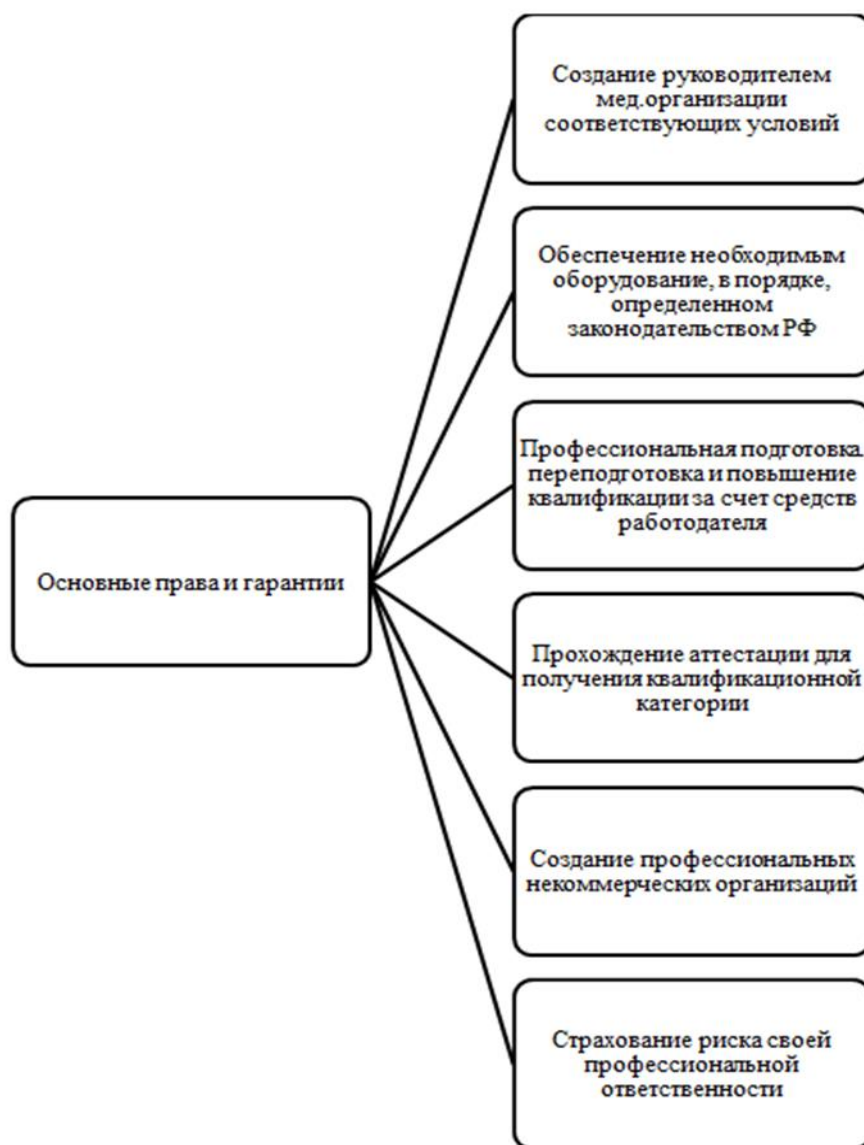 Создание руководителем
мед.организации
соответствующих условий
Обеспечение необходимым
оборудование, в порядке,
определенном
законодательством РФ
Профессиональная подготовка
переподготовка и повышение
квалификации за счет средств
работодателя
Основные права и гарантии
Прохождение аттестации для
получения квалификационной
категории
Создание профессиональных
некоммерческих организаций
Страхование риска своей
профессиональной
ответственности